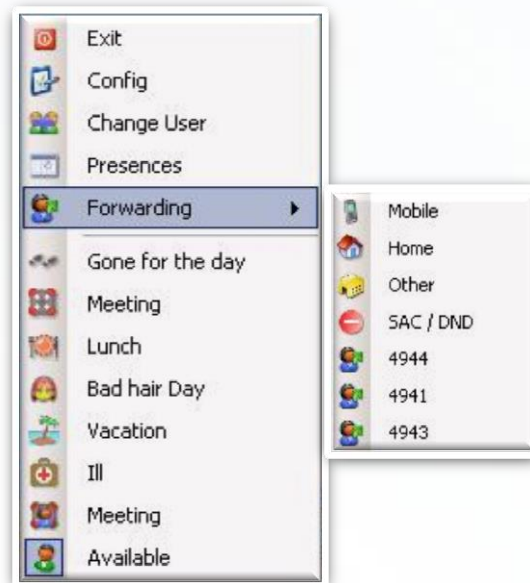 Exit
Config
Change User
Presences
Forwarding
Gone for the day
Meeting
Lunch
Bad hair Day
Vacation
Ill
Meeting
Available
Mobile
Home
Other
SAC / DND
4944
4941
4943